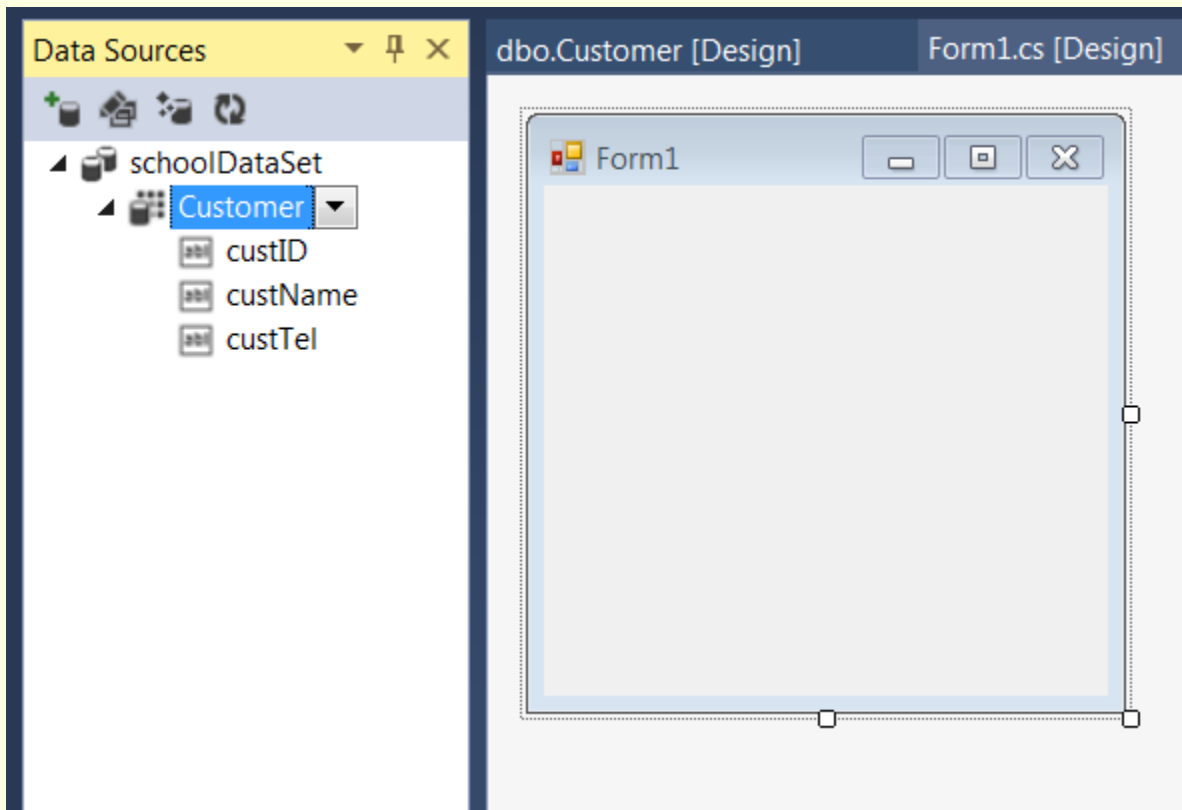 Data Sources
schoolDataSet
Customer
custID
custName
custTel
dbo.Customer [Design]
Form1.cs [Design]
Form1